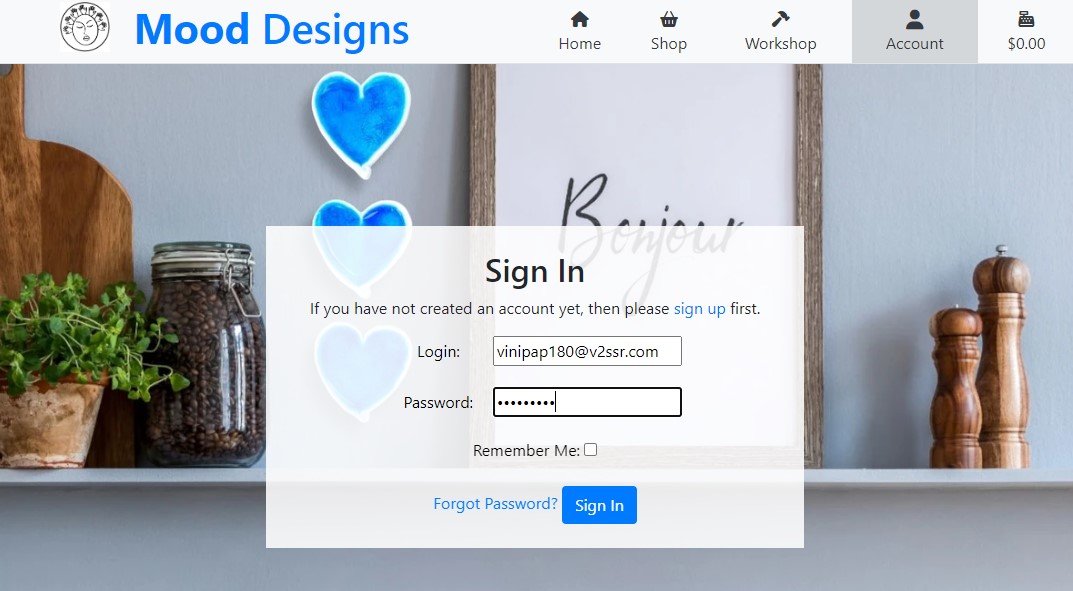 Mood Designs
Home
Shop
Workshop
Account
$0.00
Bonjour
Sign In
If you have not created an account yet, then please sign up first.
Login: vinipap180@v2ssr.com
Password: •••••••••
Remember Me:
Forgot Password? Sign In